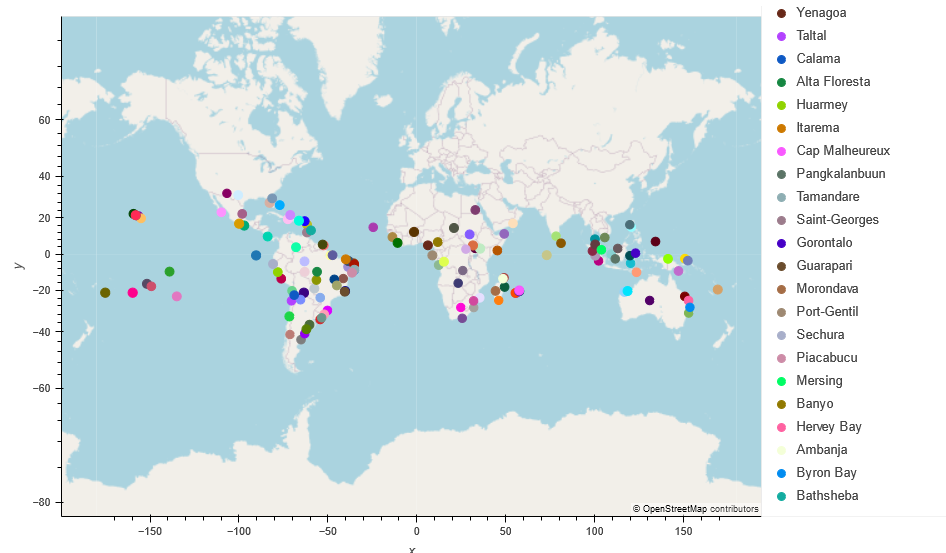 Yenagoa
Taltal
Calama
Alta Floresta
Huarmey
Itarema
Cap Malheureux
Pangkalanbuun
Tamandare
Saint-Georges
Gorontalo
Guarapari
Morondava
Port-Gentil
Sechura
Piacabucu
Mersing
Banyo
Hervey Bay
Ambanja
Byron Bay
Bathsheba
60
40
20
0
−20
−40
−60
−80
y
© OpenStreetMap contributors
−150 −100 −50 0 50 100 150
x